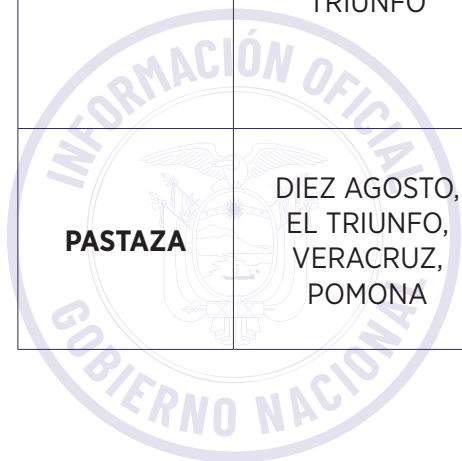 TRIUNFO
INFORMACIÓN OFICIAL
PASTAZA
DIEZ AGOSTO,
EL TRIUNFO,
VERACRUZ,
POMONA
GOBIERNO NACIONAL